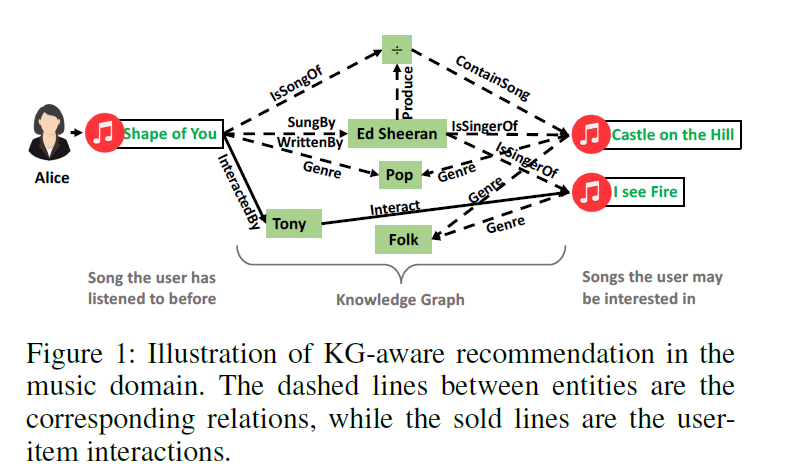 ÷
IsSongOf
ContainSong
Produce
SungBy
Shape of You
Ed Sheeran
IsSingerOf
Castle on the Hill
WrittenBy
IsSingerOf
Genre
Pop
Genre
Alice
InteractedBy
Genre
I see Fire
Interact
Tony
Folk
Genre
Song the user has
listened to before
Knowledge Graph
Songs the user may
be interested in
Figure 1: Illustration of KG-aware recommendation in the
music domain. The dashed lines between entities are the
corresponding relations, while the sold lines are the user-
item interactions.